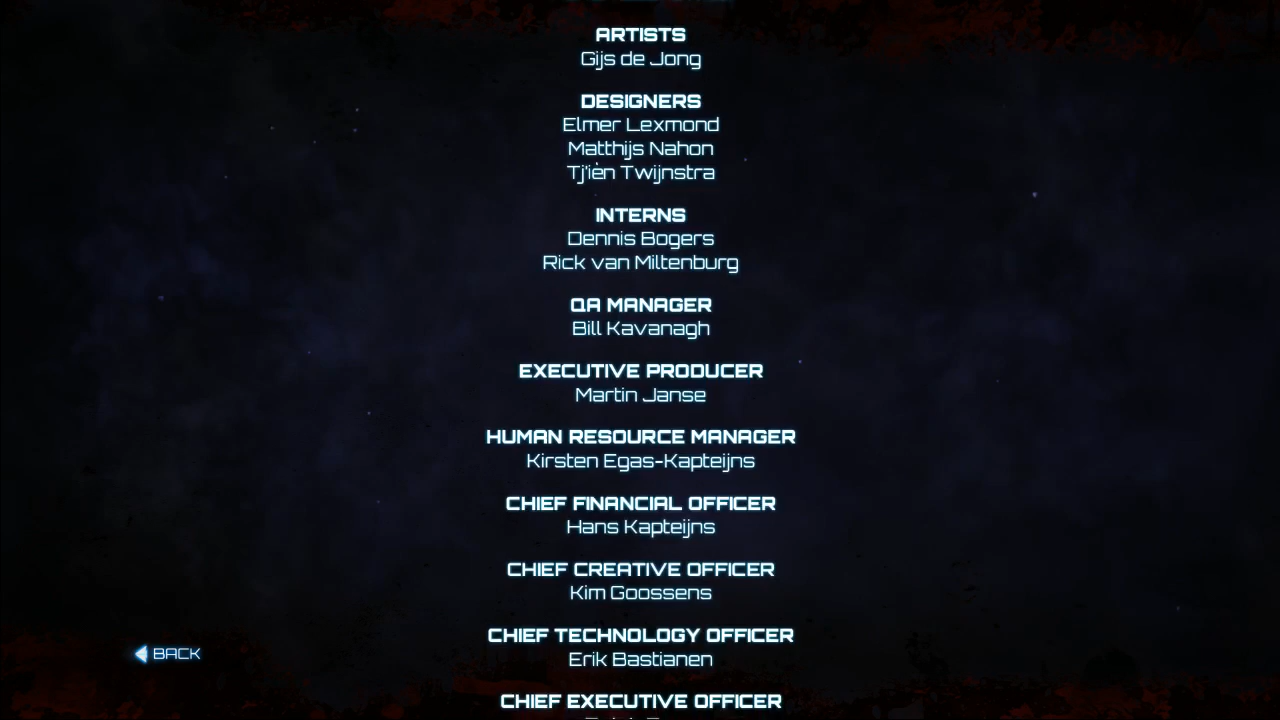 ARTISTS
Gijs de Jong
DESIGNERS
Elmer Lexmond
Matthijs Nahon
Tj'ièn Twijnstra
INTERNS
Dennis Bogers
Rick van Miltenburg
QA MANAGER
Bill Kavanagh
EXECUTIVE PRODUCER
Martin Janse
HUMAN RESOURCE MANAGER
Kirsten Egas-Kapteijns
CHIEF FINANCIAL OFFICER
Hans Kapteijns
CHIEF CREATIVE OFFICER
Kim Goossens
CHIEF TECHNOLOGY OFFICER
Erik Bastianen
BACK
CHIEF EXECUTIVE OFFICER